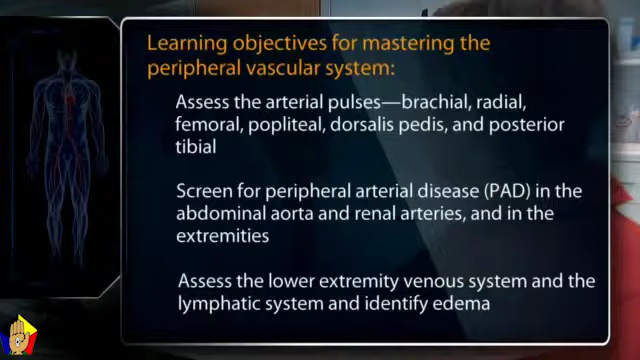 Learning objectives for mastering the
peripheral vascular system:
Assess the arterial pulses—brachial, radial,
femoral, popliteal, dorsalis pedis, and posterior
tibial
Screen for peripheral arterial disease (PAD) in the
abdominal aorta and renal arteries, and in the
extremities
Assess the lower extremity venous system and the
lymphatic system and identify edema